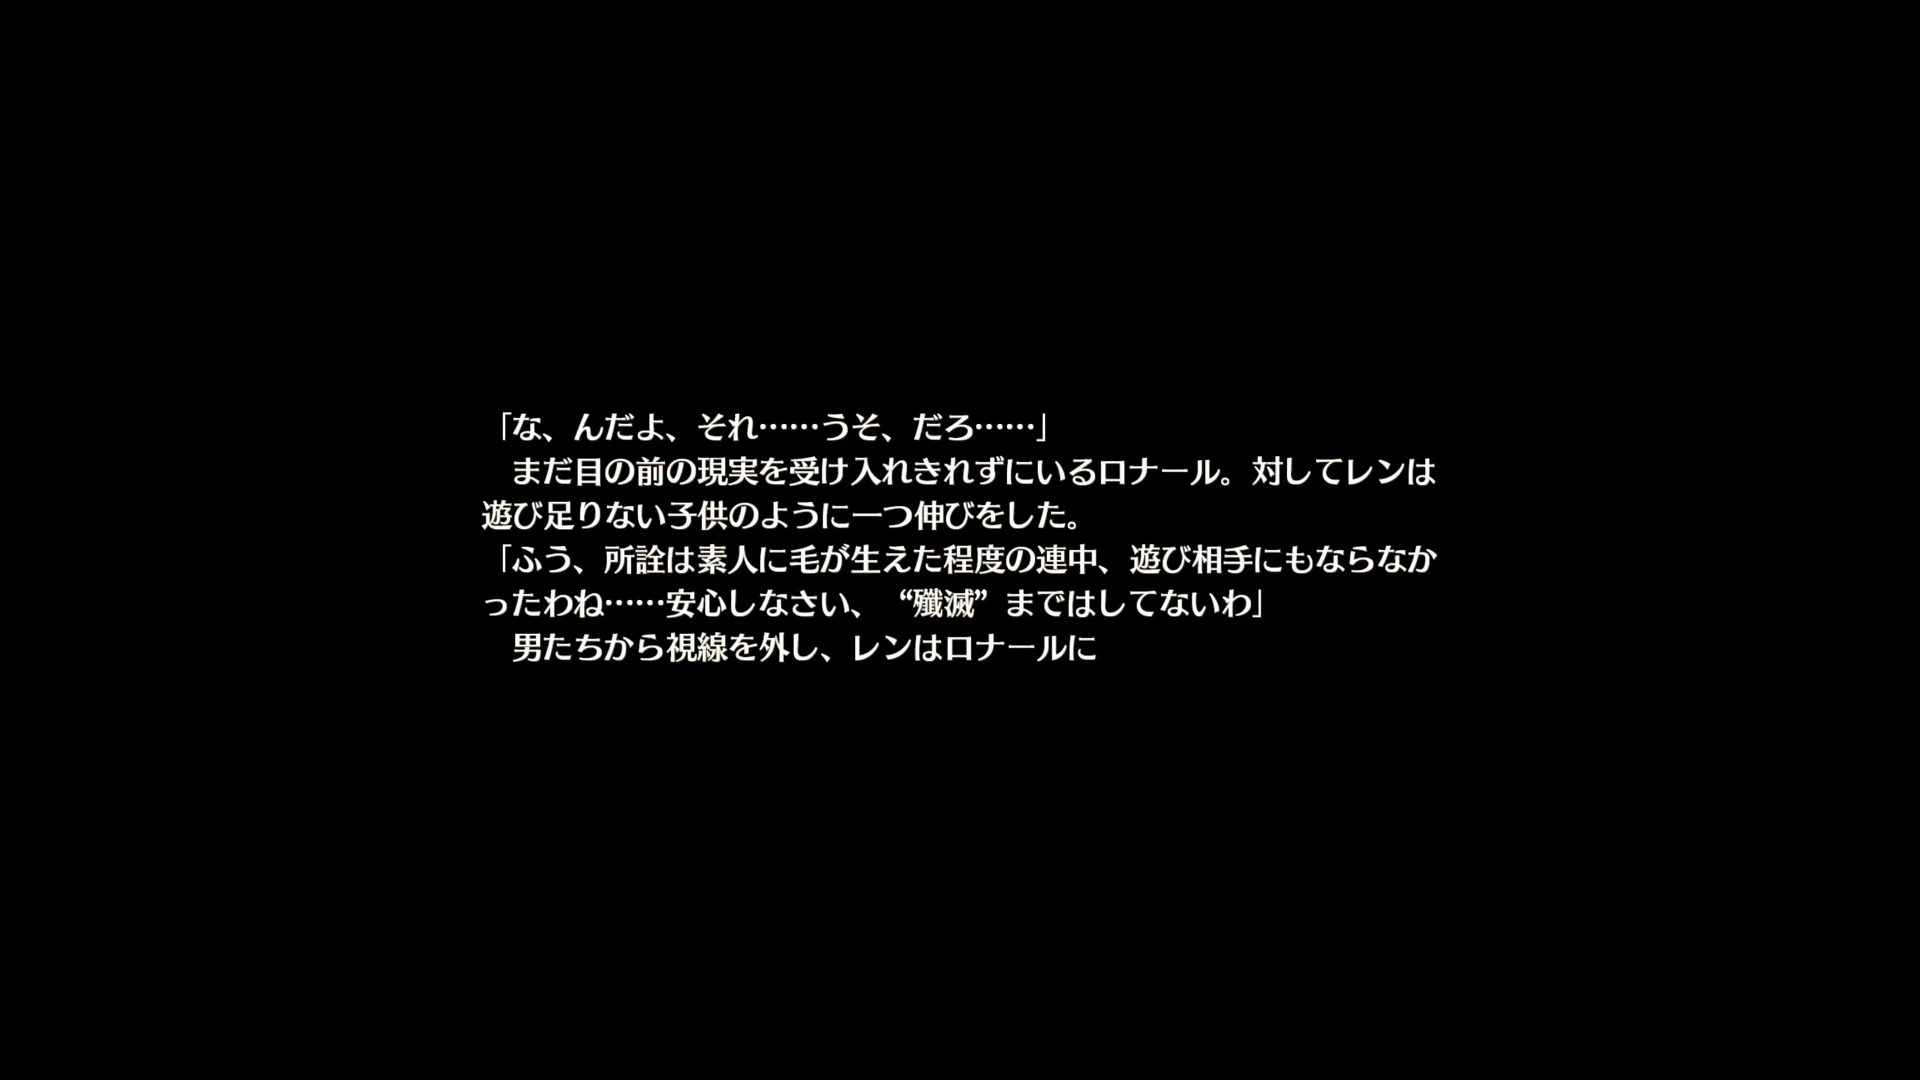 「な、んだよ、それ……うそ、だろ……」
　まだ目の前の現実を受け入れきれずにいるロナール。対してレンは
遊び足りない子供のように一つ伸びをした。
「ふう、所詮は素人に毛が生えた程度の連中、遊び相手にもならなか
ったわね……安心しなさい、“殲滅”まではしてないわ」
　男たちから視線を外し、レンはロナールに